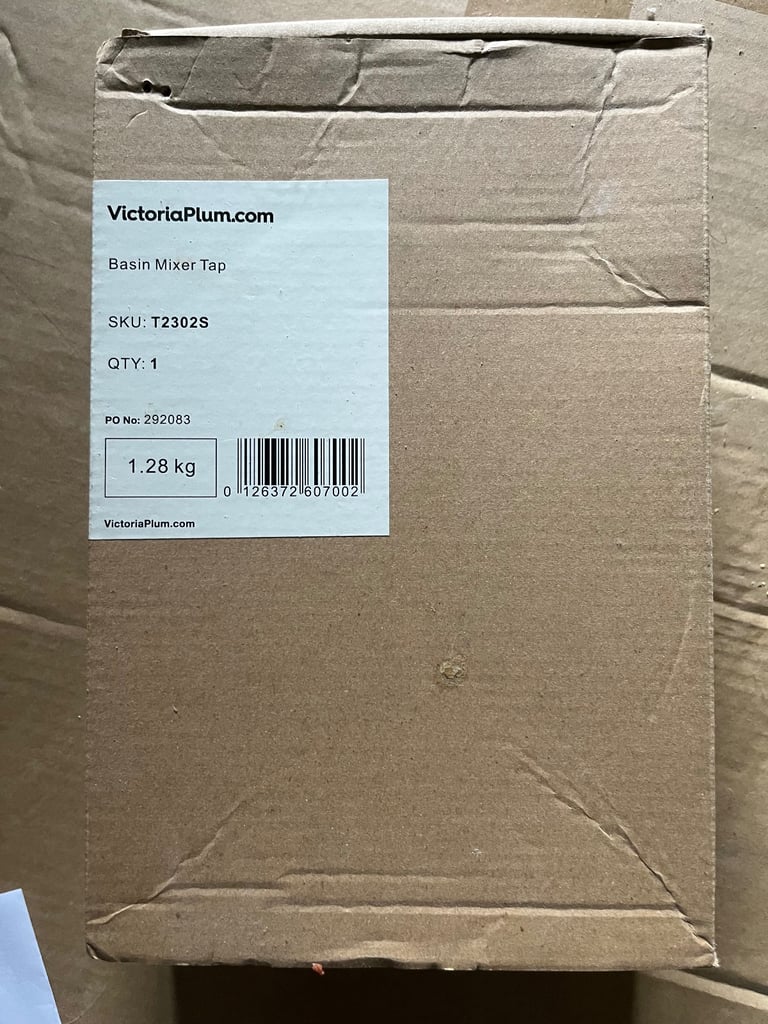 VictoriaPlum.com
Basin Mixer Tap
SKU: T2302S
QTY: 1
PO No: 292083
1.28 kg
0 126372 607002
VictoriaPlum.com